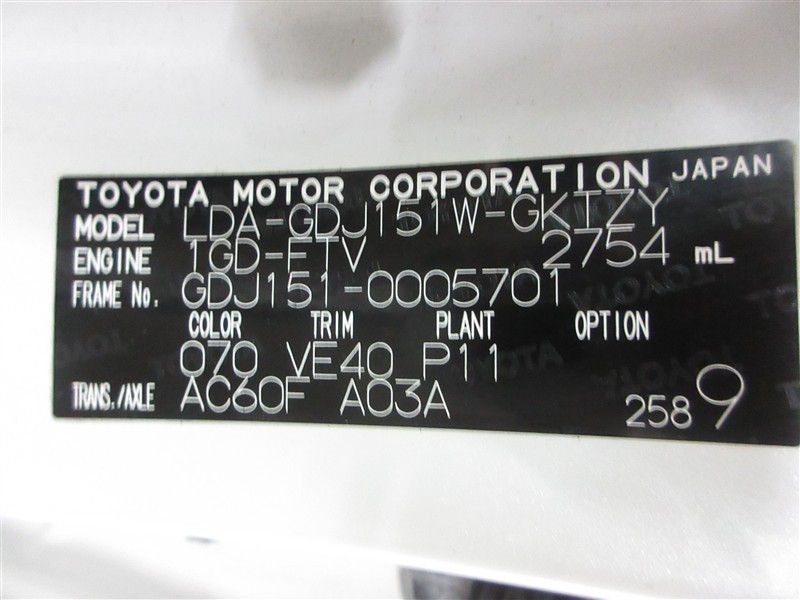 TOYOTA MOTOR CORPORATION JAPAN
MODEL LDA-GDJ151W-GKTZY
ENGINE 1GD-FTV 2754 mL
FRAME No. GDJ151-0005701
COLOR TRIM PLANT OPTION
070 VE40 P11
TRANS./AXLE AC60F A03A
2589